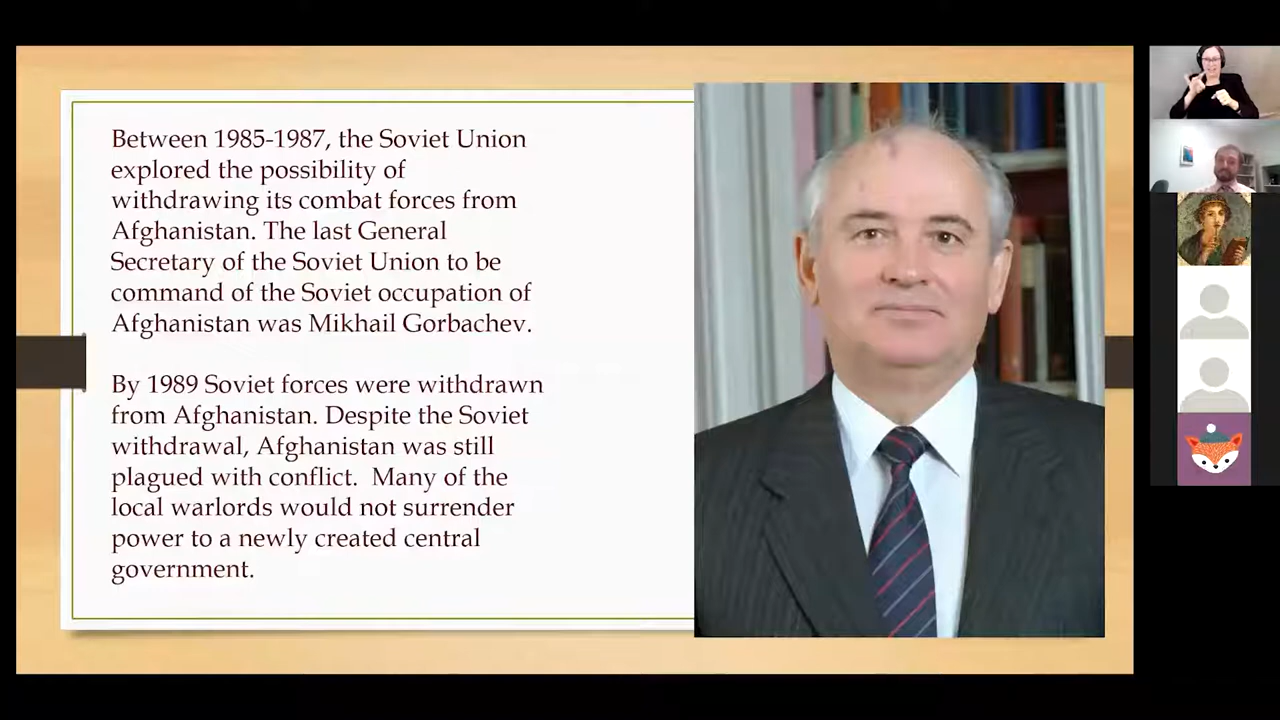 Between 1985-1987, the Soviet Union
explored the possibility of
withdrawing its combat forces from
Afghanistan. The last General
Secretary of the Soviet Union to be
command of the Soviet occupation of
Afghanistan was Mikhail Gorbachev.
By 1989 Soviet forces were withdrawn
from Afghanistan. Despite the Soviet
withdrawal, Afghanistan was still
plagued with conflict.  Many of the
local warlords would not surrender
power to a newly created central
government.